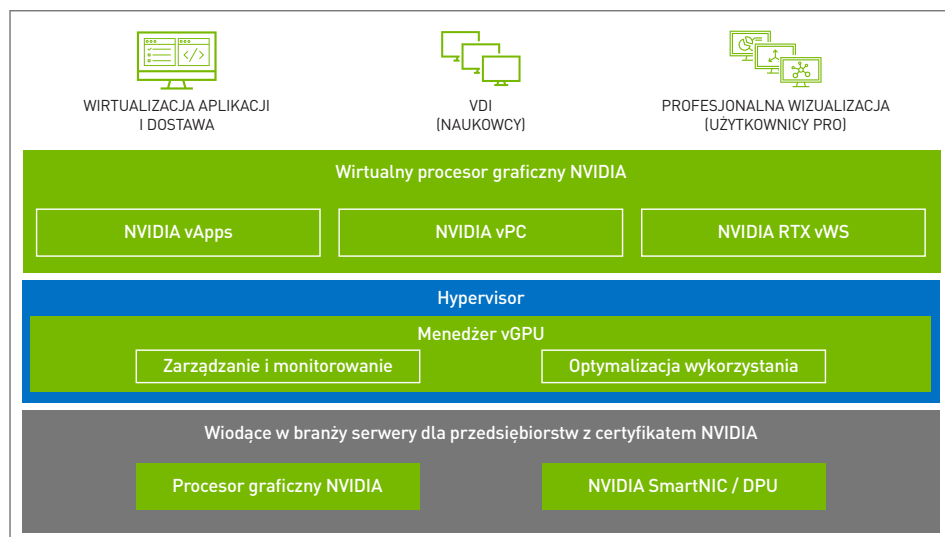 </>
WIRTUALIZACJA APLIKACJI
I DOSTAWA
VDI
(NAUKOWCY)
PROFESJONALNA WIZUALIZACJA
(UŻYTKOWNICY PRO)
Wirtualny procesor graficzny NVIDIA
NVIDIA vApps
NVIDIA vPC
NVIDIA RTX vWS
Hypervisor
Menedżer vGPU
Zarządzanie i monitorowanie
Optymalizacja wykorzystania
Wiodące w branży serwery dla przedsiębiorstw z certyfikatem NVIDIA
Procesor graficzny NVIDIA
NVIDIA SmartNIC / DPU